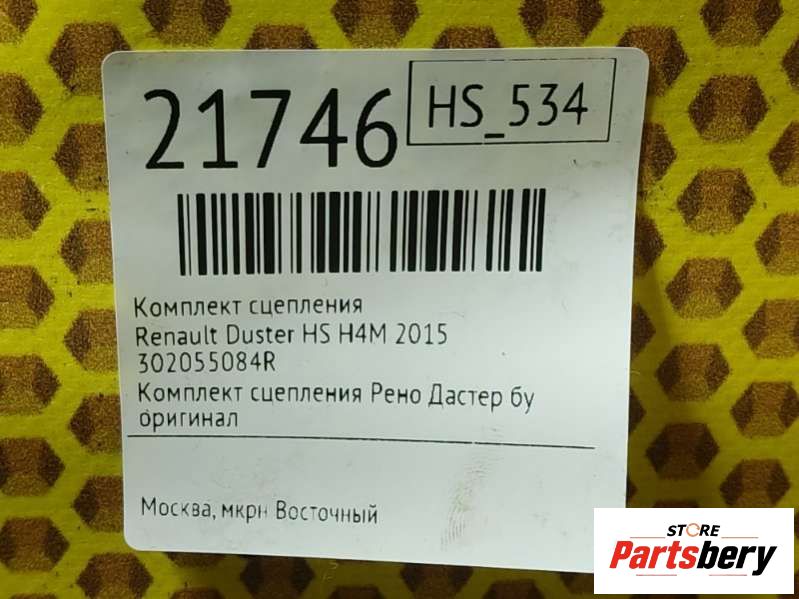 21746
HS_534
Комплект сцепления
Renault Duster HS H4M 2015
302055084R
Комплект сцепления Рено Дастер бу
оригинал
Москва, мкрн Восточный
STORE
Partsbery